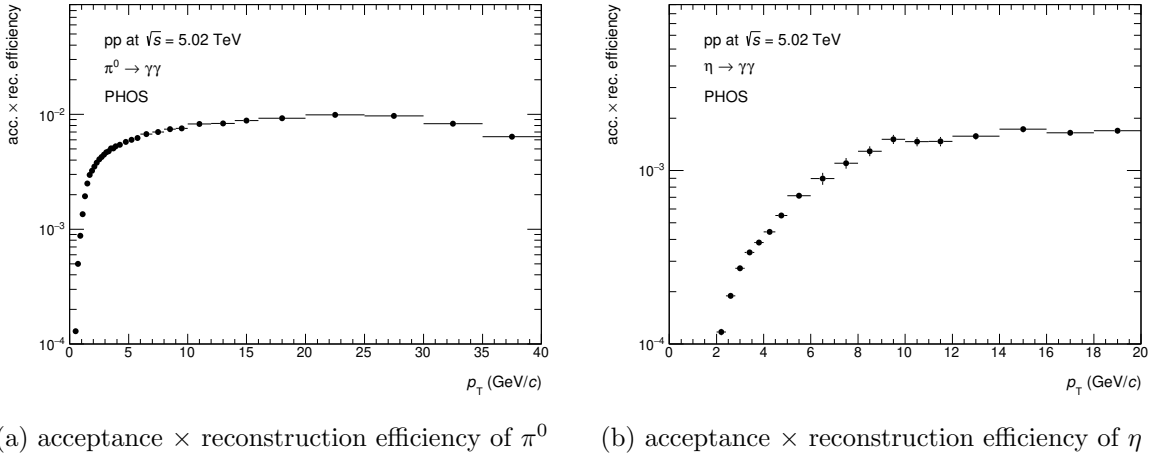 acc. × rec. efficiency
pp at √s = 5.02 TeV
π⁰ → γγ
PHOS
10⁻²
10⁻³
10⁻⁴
0 5 10 15 20 25 30 35 40
p_T (GeV/c)
(a) acceptance × reconstruction efficiency of π⁰
acc. × rec. efficiency
pp at √s = 5.02 TeV
η → γγ
PHOS
10⁻³
10⁻⁴
0 2 4 6 8 10 12 14 16 18 20
p_T (GeV/c)
(b) acceptance × reconstruction efficiency of η